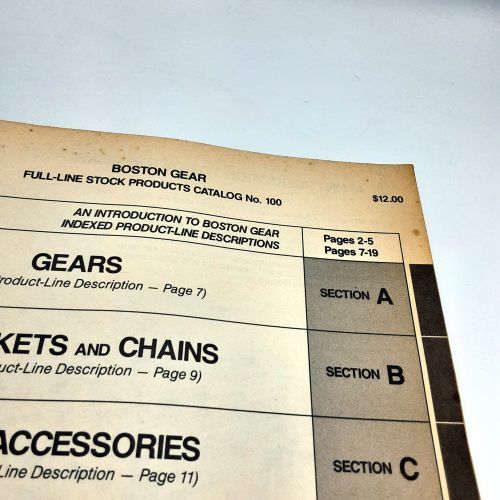 BOSTON GEAR
FULL-LINE STOCK PRODUCTS CATALOG No. 100
$12.00
AN INTRODUCTION TO BOSTON GEAR
INDEXED PRODUCT-LINE DESCRIPTIONS
Pages 2-5
Pages 7-19
GEARS
Product-Line Description — Page 7)
SECTION A
KETS AND CHAINS
uct-Line Description — Page 9)
SECTION B
ACCESSORIES
Line Description — Page 11)
SECTION C